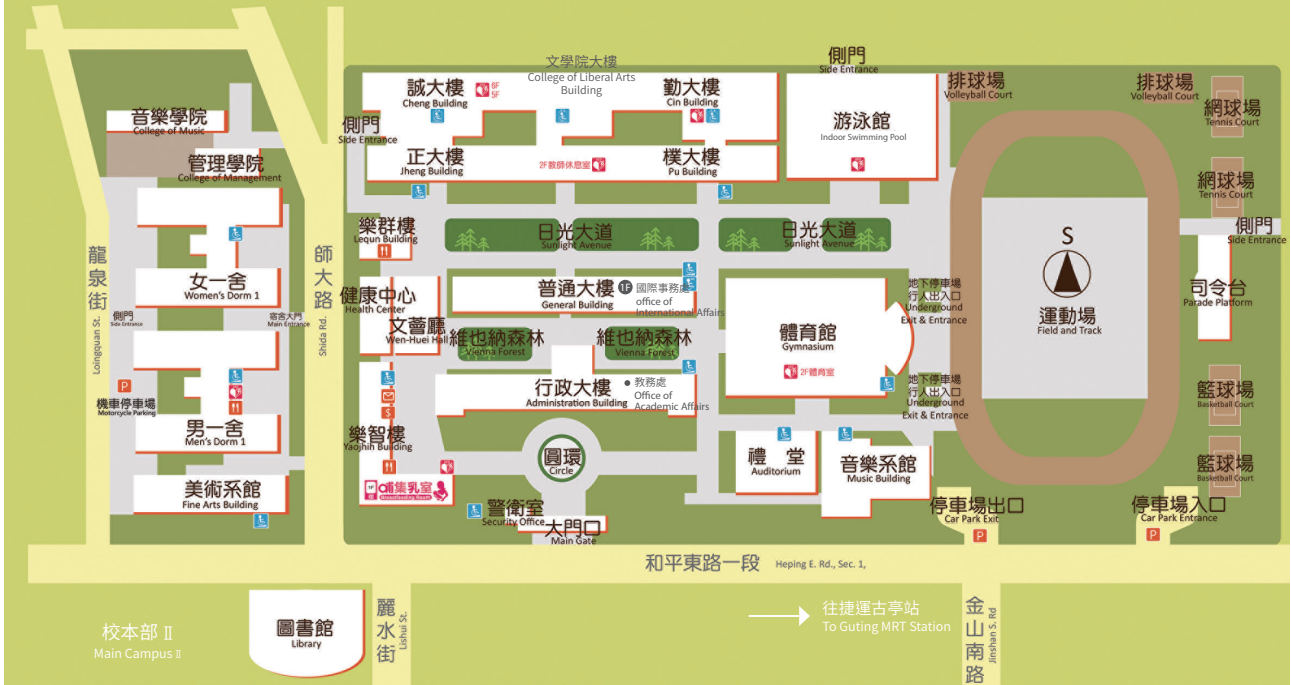 文學院大樓
College of Liberal Arts
Building
側門
Side Entrance
誠大樓
Cheng Building
6F
5F
勤大樓
Cin Building
游泳館
Indoor Swimming Pool
排球場
Volleyball Court
排球場
Volleyball Court
網球場
Tennis Court
音樂學院
College of Music
側門
Side Entrance
管理學院
College of Management
正大樓
Jheng Building
2F教師休息室
樸大樓
Pu Building
網球場
Tennis Court
樂群樓
Lequn Building
日光大道
Sunlight Avenue
日光大道
Sunlight Avenue
側門
Side Entrance
S
運動場
Field and Track
司令台
Parade Platform
龍泉街
Loingquan St.
師大路
Shida Rd.
女一舍
Women's Dorm 1
側門
Side Entrance
宿舍大門
Main Entrance
健康中心
Health Center
普通大樓
General Building
1F 國際事務處
office of
International Affairs
地下停車場
行人出入口
Underground
Exit & Entrance
文薈廳
Wen-Huei Hall
維也納森林
Vienna Forest
維也納森林
Vienna Forest
體育館
Gymnasium
2F體育室
P
機車停車場
Motorcycle Parking
行政大樓
Administration Building
● 教務處
Office of
Academic Affairs
地下停車場
行人出入口
Underground
Exit & Entrance
籃球場
Basketball Court
男一舍
Men's Dorm 1
$
樂智樓
Yaojhih Building
圓環
Circle
禮 堂
Auditorium
音樂系館
Music Building
籃球場
Basketball Court
美術系館
Fine Arts Building
1F
哺集乳室
Breastfeeding Room
警衛室
Security Office
大門口
Main Gate
停車場出口
Car Park Exit
P
停車場入口
Car Park Entrance
P
和平東路一段 Heping E. Rd., Sec. 1,
校本部 II
Main Campus II
圖書館
Library
麗水街
Lishui St.
往捷運古亭站
To Guting MRT Station
金山南路
Jinshan S. Rd